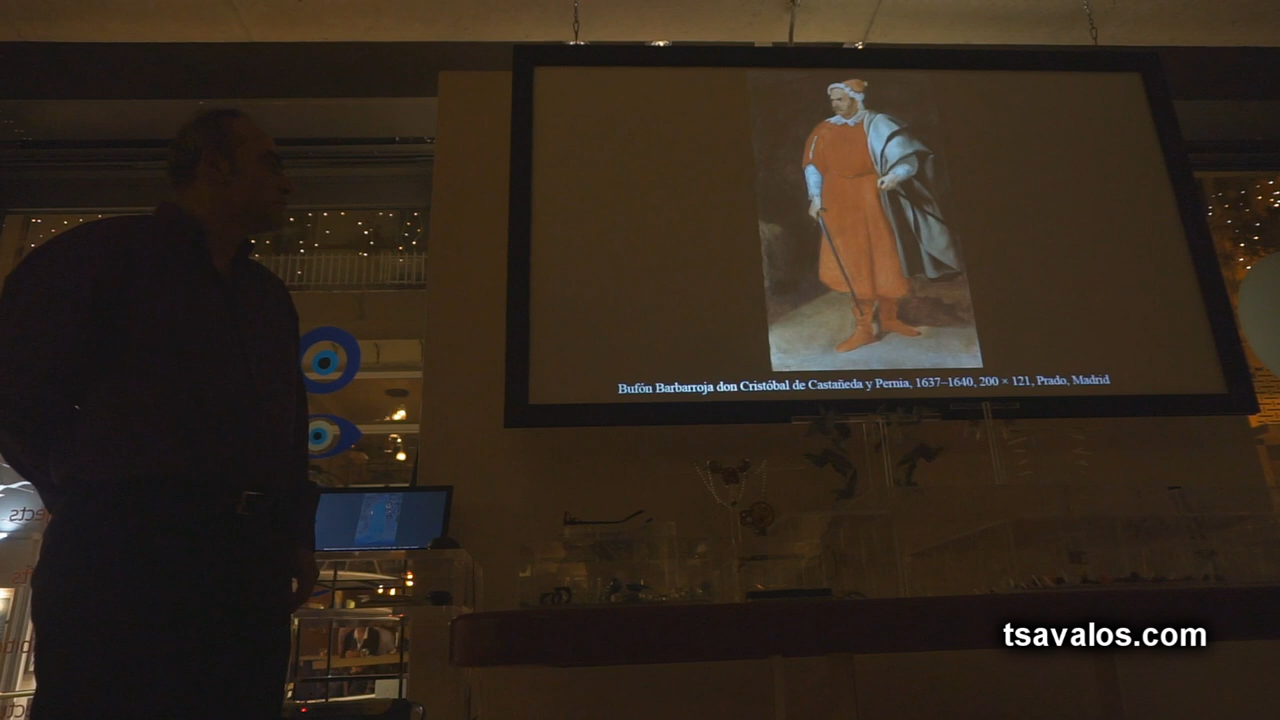 Bufón Barbarroja don Cristóbal de Castañeda y Pernia, 1637–1640, 200 × 121, Prado, Madrid
tsavalos.com